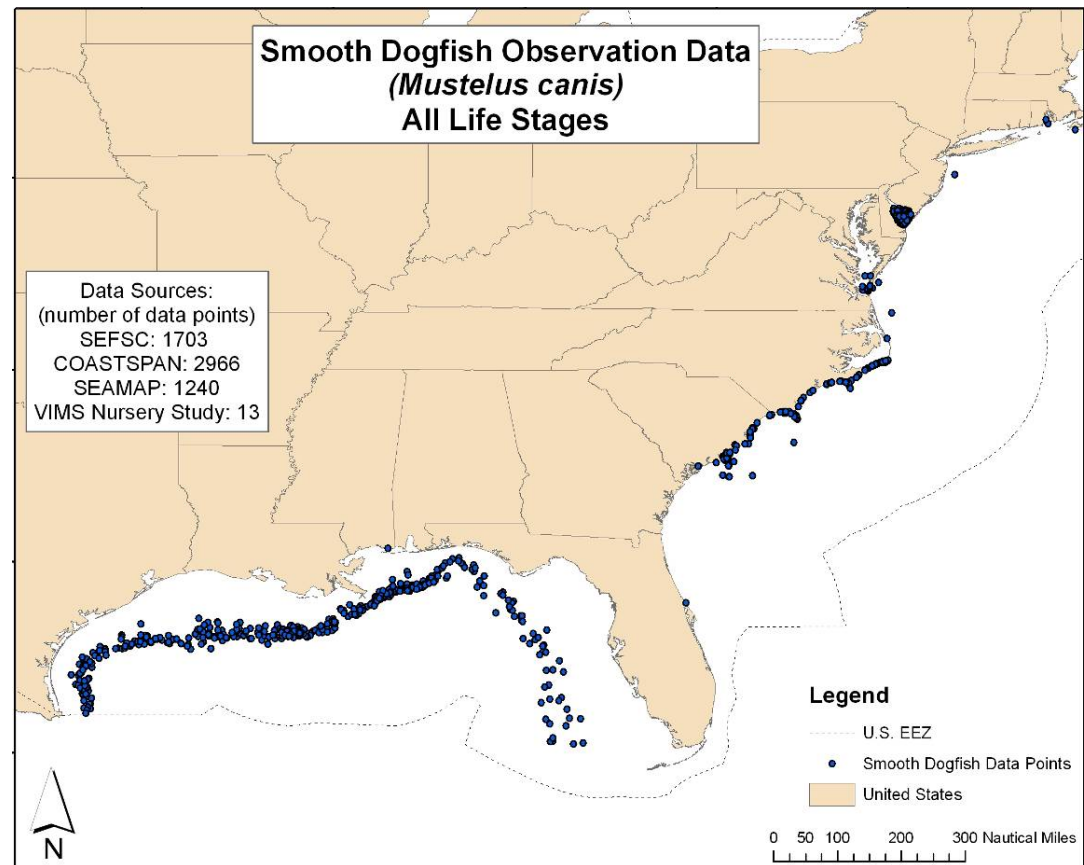 Smooth Dogfish Observation Data
(Mustelus canis)
All Life Stages
Data Sources:
(number of data points)
SEFSC: 1703
COASTSPAN: 2966
SEAMAP: 1240
VIMS Nursery Study: 13
Legend
U.S. EEZ
Smooth Dogfish Data Points
United States
0 50 100 200 300 Nautical Miles
N